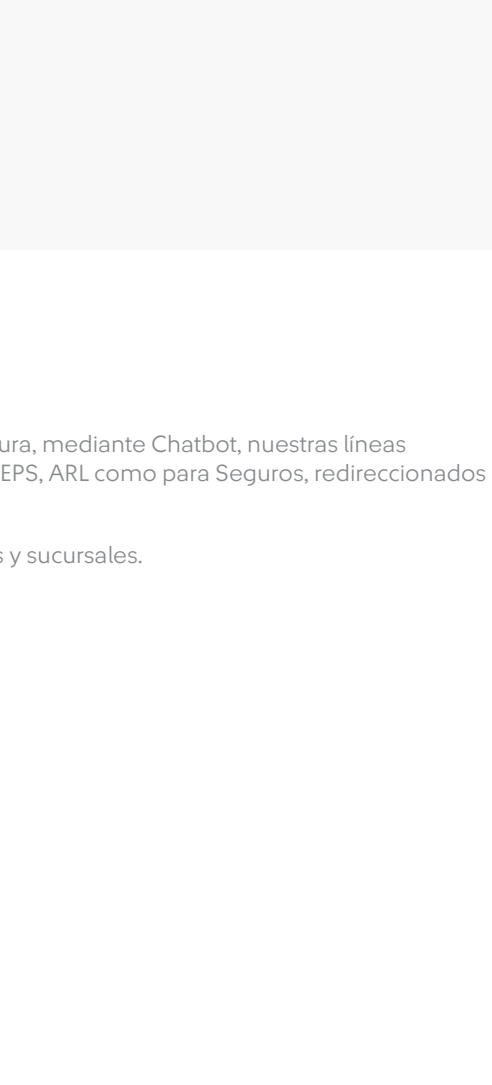 ura, mediante Chatbot, nuestras líneas
EPS, ARL como para Seguros, redireccionados
y sucursales.